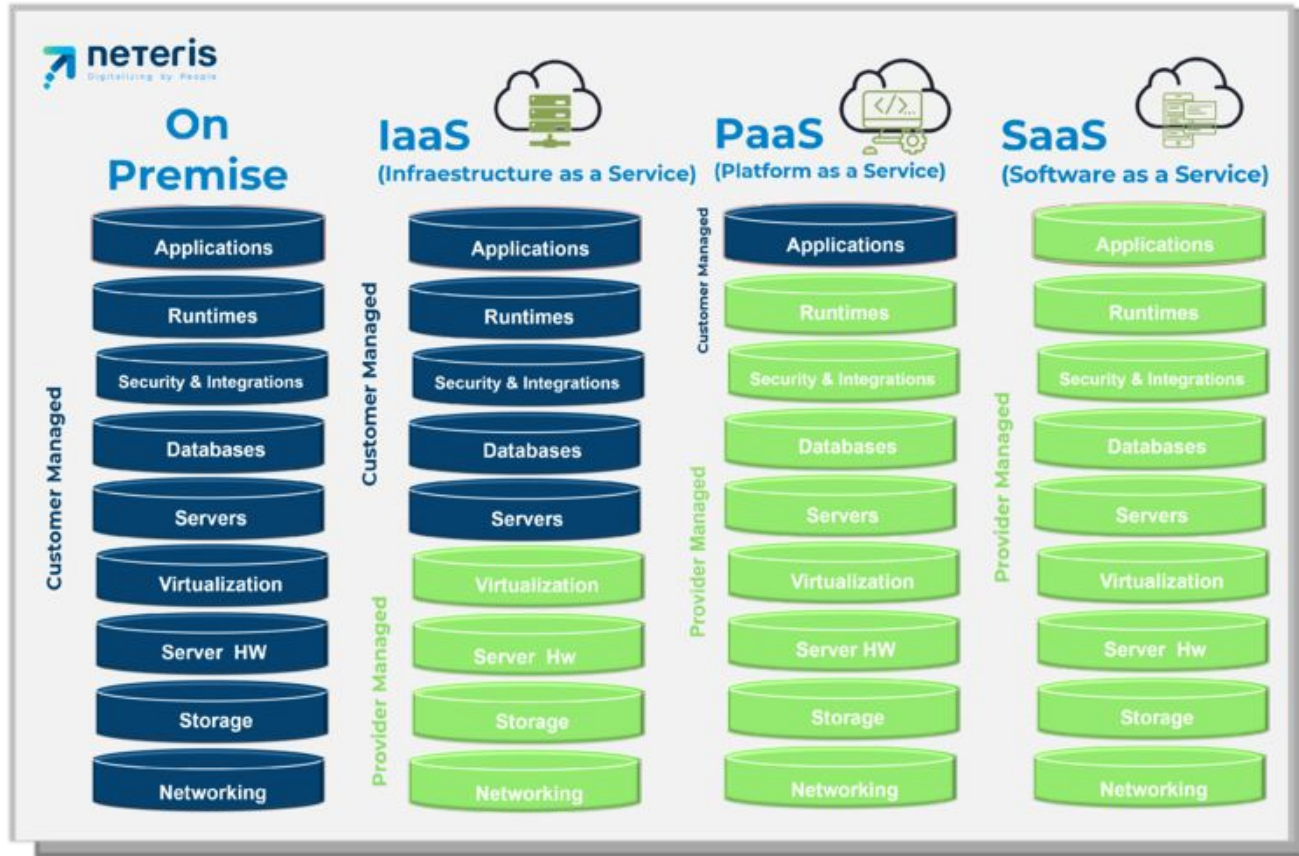 neteris
Digitalizing by People
On
Premise
Customer Managed
Applications
Runtimes
Security & Integrations
Databases
Servers
Virtualization
Server HW
Storage
Networking
IaaS
(Infraestructure as a Service)
Customer Managed
Provider Managed
Applications
Runtimes
Security & Integrations
Databases
Servers
Virtualization
Server Hw
Storage
Networking
</>...
PaaS
(Platform as a Service)
Customer Managed
Provider Managed
Applications
Runtimes
Security & Integrations
Databases
Servers
Virtualization
Server HW
Storage
Networking
SaaS
(Software as a Service)
Provider Managed
Applications
Runtimes
Security & Integrations
Databases
Servers
Virtualization
Server Hw
Storage
Networking